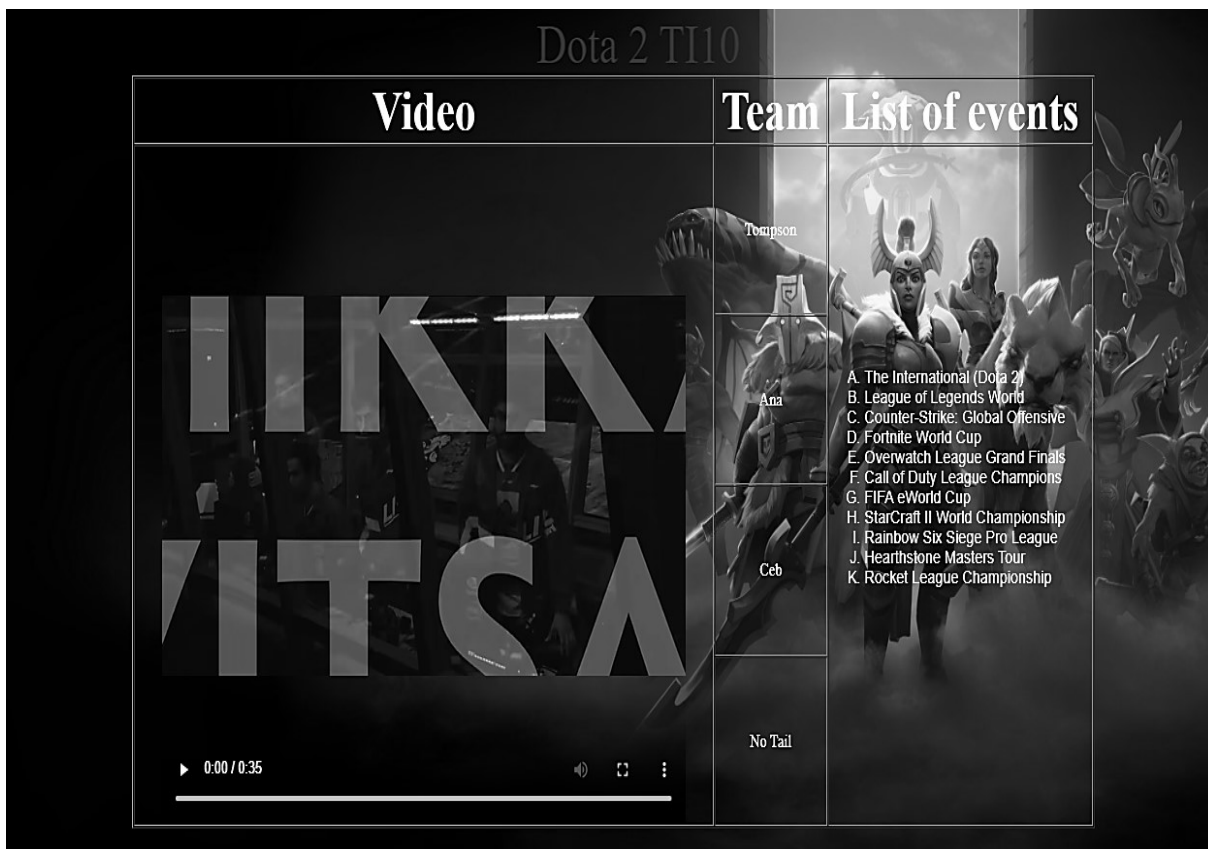 Dota 2 TI10
Video
Team
List of events
Tompson
Ana
Ceb
No Tail
A. The International (Dota 2)
B. League of Legends World
C. Counter-Strike: Global Offensive
D. Fortnite World Cup
E. Overwatch League Grand Finals
F. Call of Duty League Champions
G. FIFA eWorld Cup
H. StarCraft II World Championship
I. Rainbow Six Siege Pro League
J. Hearthstone Masters Tour
K. Rocket League Championship
0:00 / 0:35